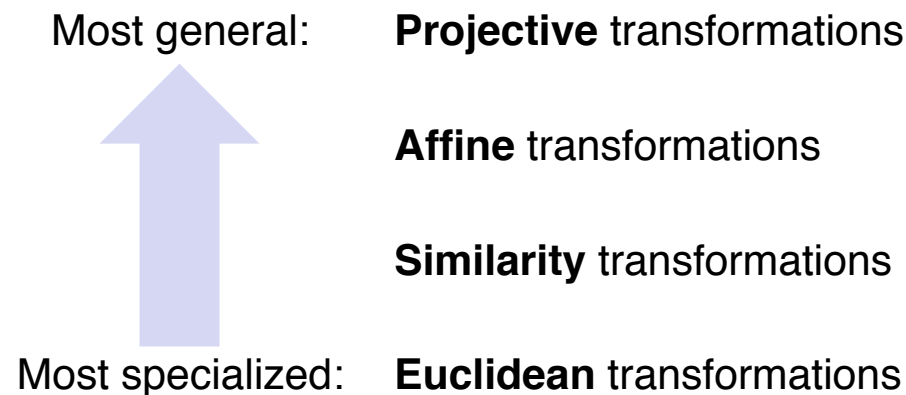 Most general: Projective transformations
Affine transformations
Similarity transformations
Most specialized: Euclidean transformations